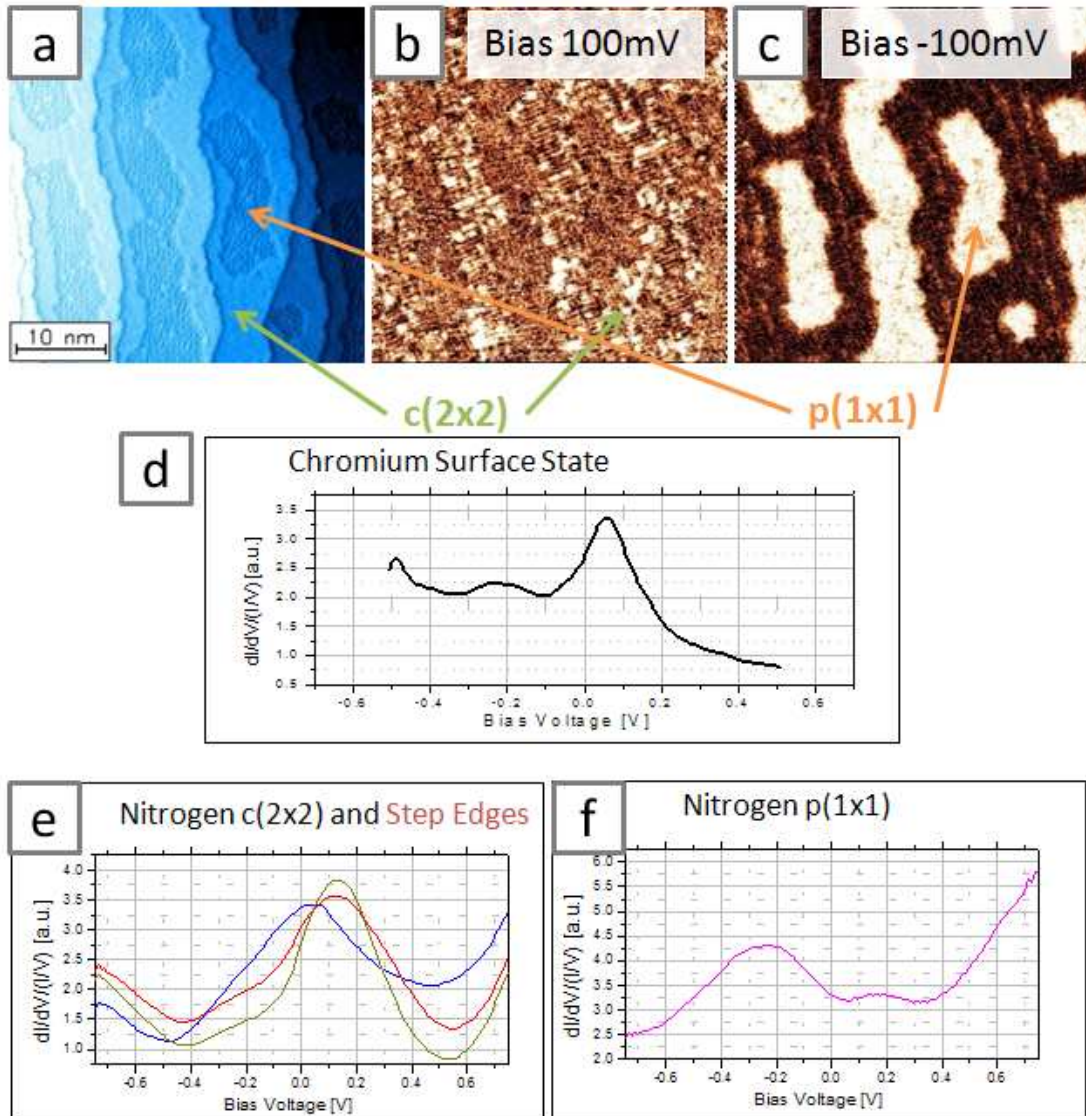 a
b
Bias 100mV
c
Bias -100mV
10 nm
c(2x2)
p(1x1)
d
Chromium Surface State
dI/dV/(I/V) [a.u.]
3.5
3.0
2.5
2.0
1.5
1.0
0.5
-0.6 -0.4 -0.2 0.0 0.2 0.4 0.6
Bias Voltage [V]
e
Nitrogen c(2x2) and Step Edges
dI/dV/(I/V) [a.u.]
4.0
3.5
3.0
2.5
2.0
1.5
1.0
-0.6 -0.4 -0.2 0.0 0.2 0.4 0.6
Bias Voltage [V]
f
Nitrogen p(1x1)
dI/dV/(I/V) [a.u.]
6.0
5.5
5.0
4.5
4.0
3.5
3.0
2.5
2.0
-0.6 -0.4 -0.2 0.0 0.2 0.4 0.6
Bias Voltage [V]